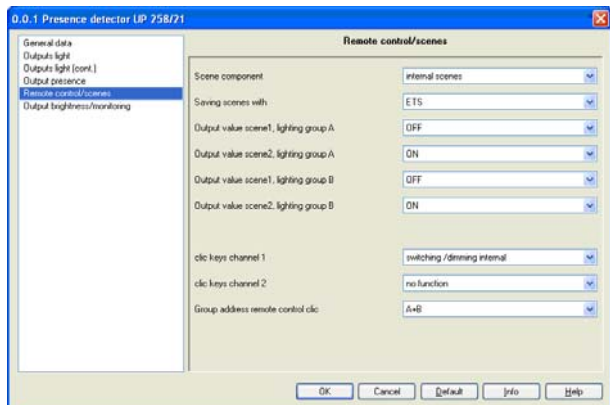 0.0.1 Presence detector UP 258/21
General data
Outputs light
Outputs light (cont.)
Output presence
Remote control/scenes
Output brightness/monitoring
Remote control/scenes
Scene component internal scenes
Saving scenes with ETS
Output value scene1, lighting group A OFF
Output value scene2, lighting group A ON
Output value scene1, lighting group B OFF
Output value scene2, lighting group B ON
clic keys channel 1 switching /dimming internal
clic keys channel 2 no function
Group address remote control clic A+B
OK Cancel Default Info Help